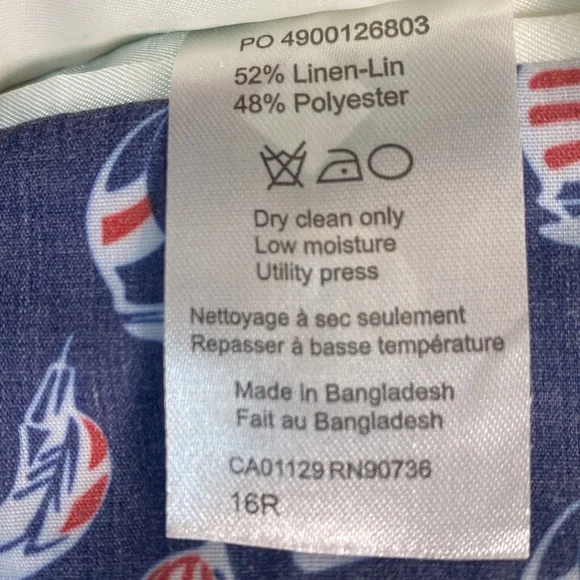 PO 4900126803
52% Linen-Lin
48% Polyester
Dry clean only
Low moisture
Utility press
Nettoyage à sec seulement
Repasser à basse température
Made In Bangladesh
Fait au Bangladesh
CA01129 RN90736
16R